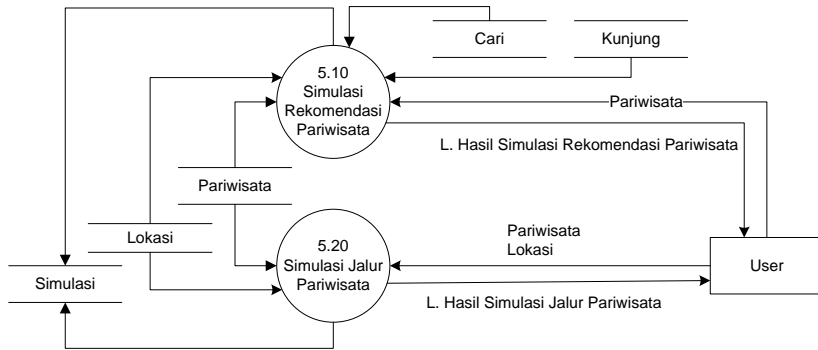 Cari
Kunjung
5.10
Simulasi
Rekomendasi
Pariwisata
Pariwisata
L. Hasil Simulasi Rekomendasi Pariwisata
Pariwisata
Lokasi
5.20
Simulasi Jalur
Pariwisata
Pariwisata
Lokasi
Simulasi
User
L. Hasil Simulasi Jalur Pariwisata